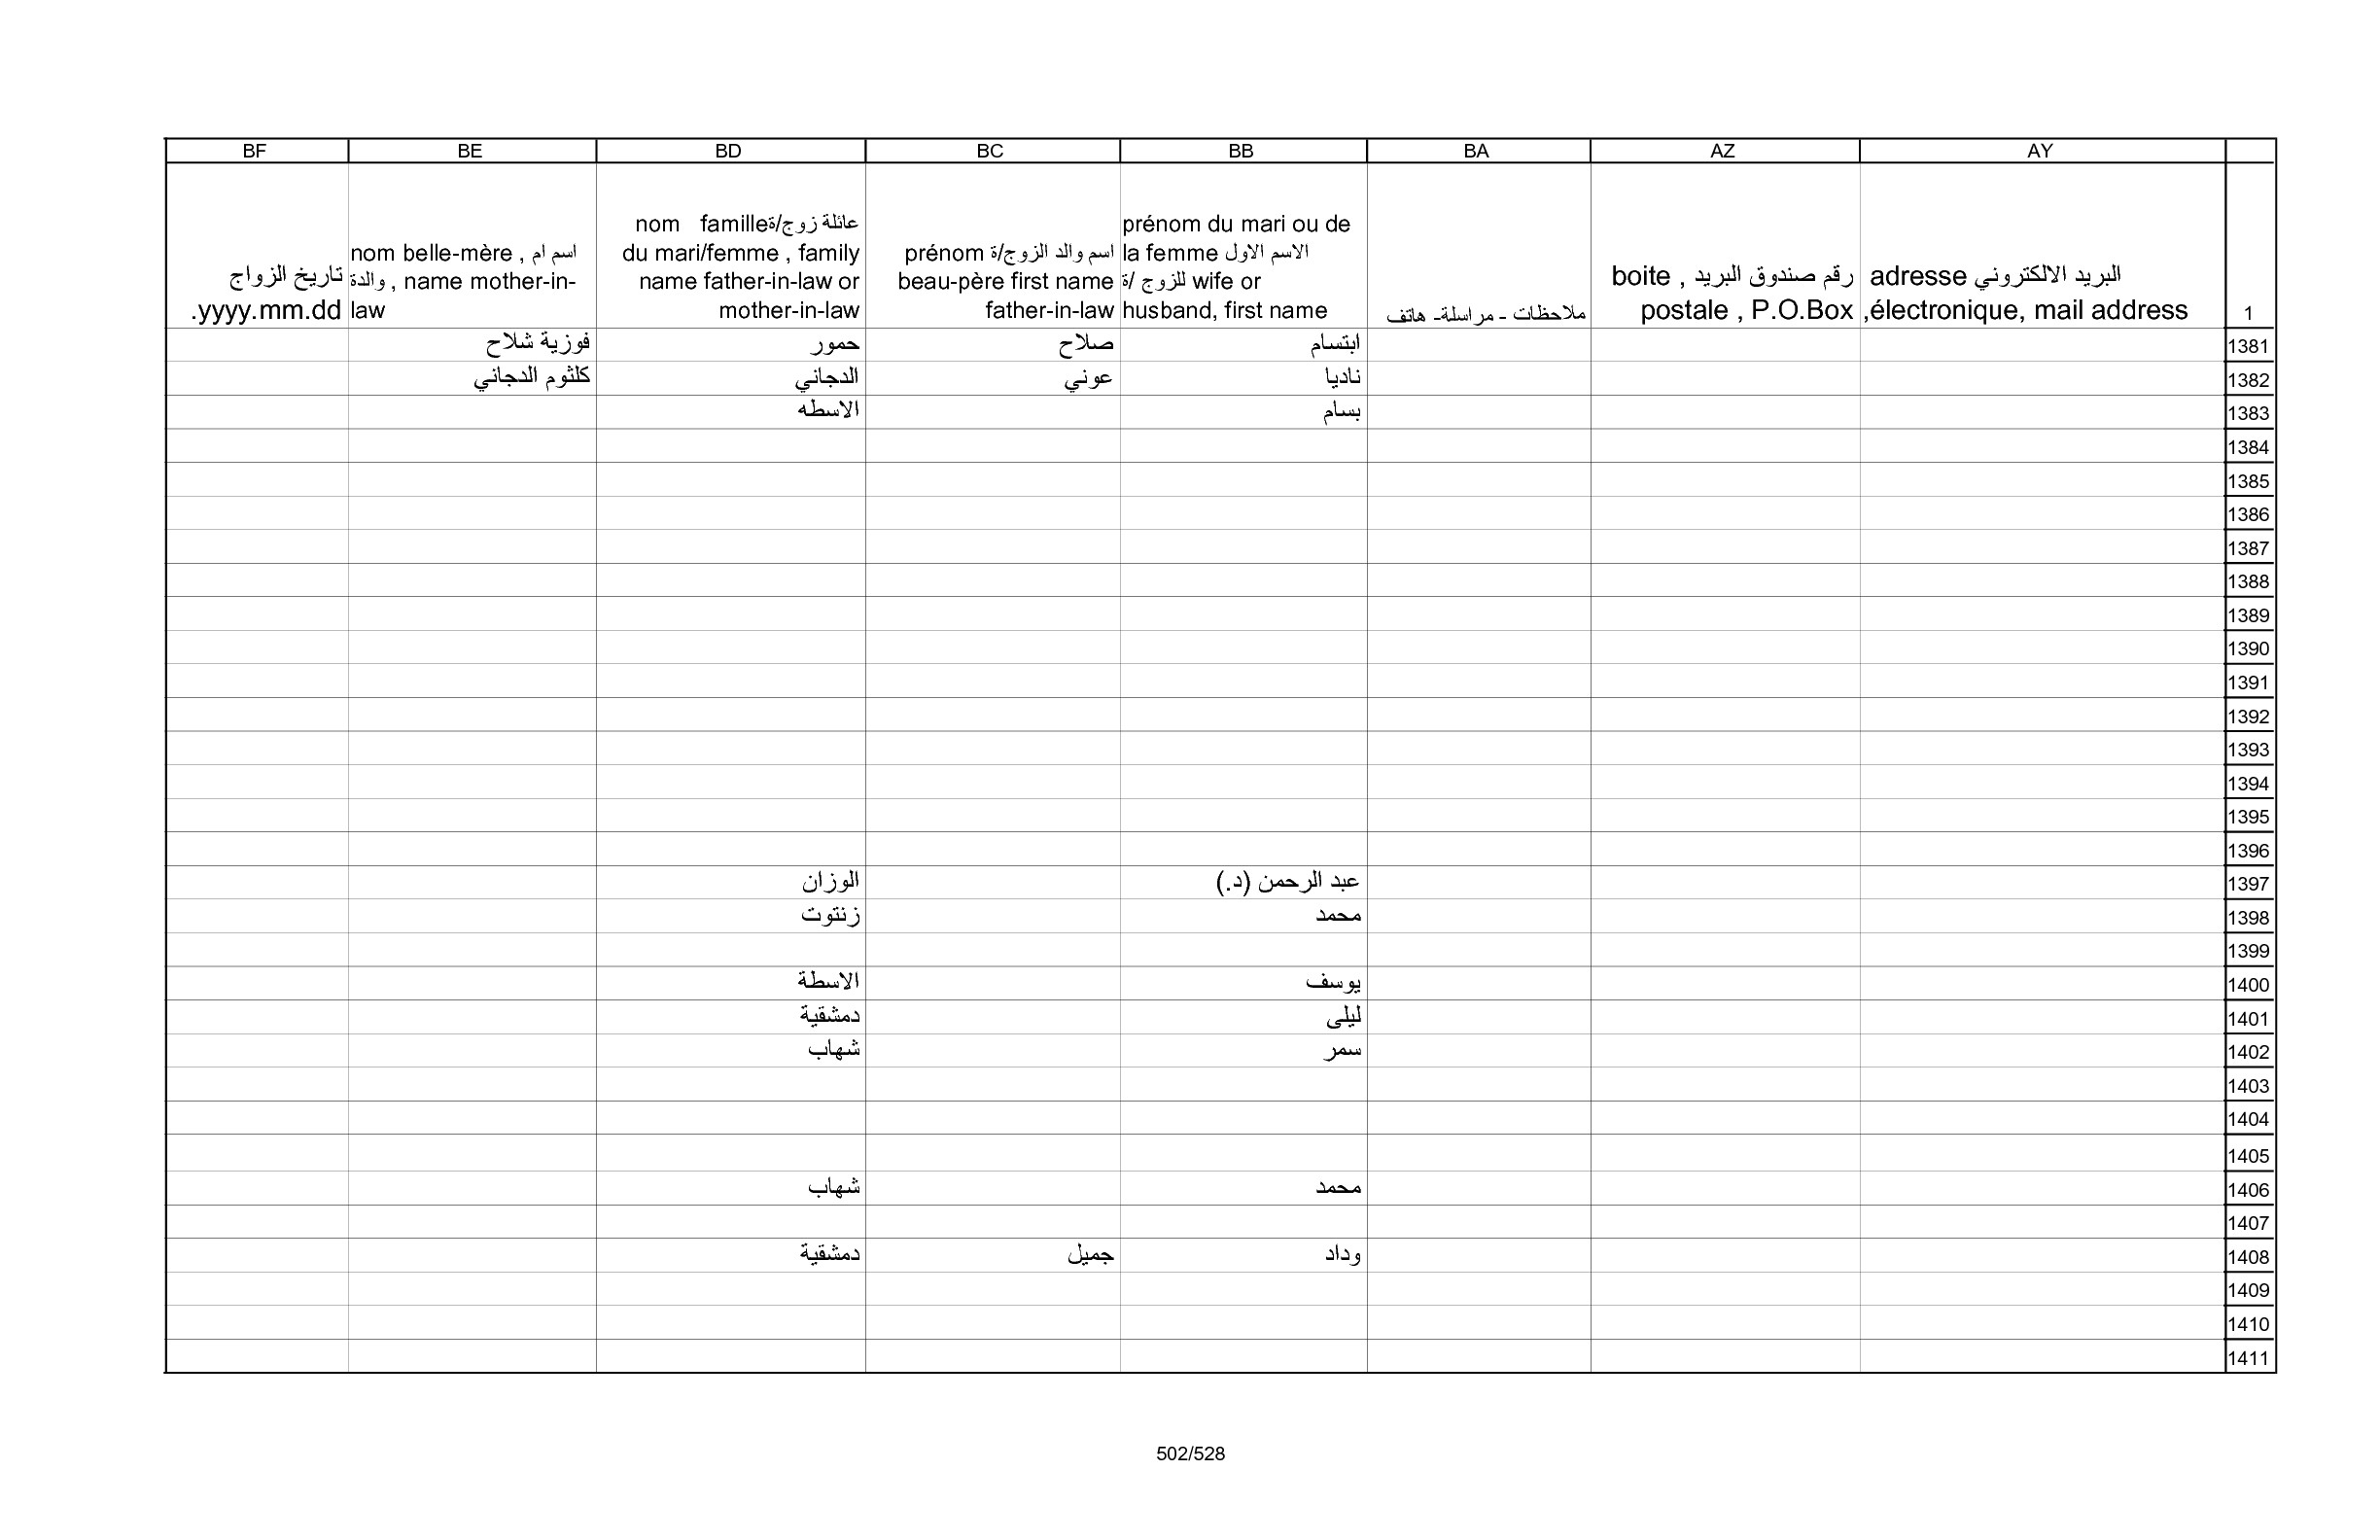 BF BE BD BC BB BA AZ AY
تاريخ الزواج
yyyy.mm.dd.
nom belle-mère , اسم ام
والدة , name mother-in-
law
nom famille عائلة زوج/ة
du mari/femme , family
name father-in-law or
mother-in-law
prénom اسم والد الزوج/ة
beau-père first name
father-in-law
prénom du mari ou de
la femme الاسم الاول
للزوج /ة wife or
husband, first name
ملاحظات - مراسلة- هاتف
boite , رقم صندوق البريد
postale , P.O.Box
adresse البريد الالكتروني
,électronique, mail address
1
فوزية شلاح حمور صلاح ابتسام 1381
كلثوم الدجاني الدجاني عوني ناديا 1382
الاسطه بسام 1383
1384
1385
1386
1387
1388
1389
1390
1391
1392
1393
1394
1395
1396
الوزان عبد الرحمن (د.) 1397
زنتوت محمد 1398
1399
الاسطة يوسف 1400
دمشقية ليلى 1401
شهاب سمر 1402
1403
1404
1405
شهاب محمد 1406
1407
دمشقية جميل وداد 1408
1409
1410
1411
502/528